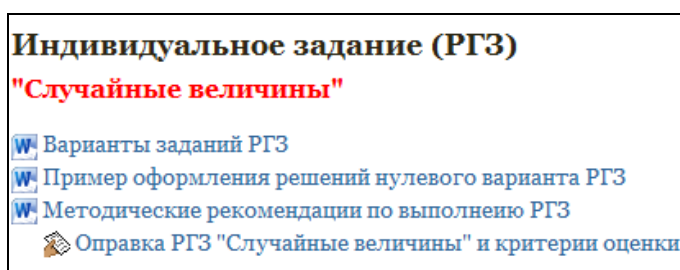 Индивидуальное задание (РГЗ)
"Случайные величины"
Варианты заданий РГЗ
Пример оформления решений нулевого варианта РГЗ
Методические рекомендации по выполнеию РГЗ
Оправка РГЗ "Случайные величины" и критерии оценки